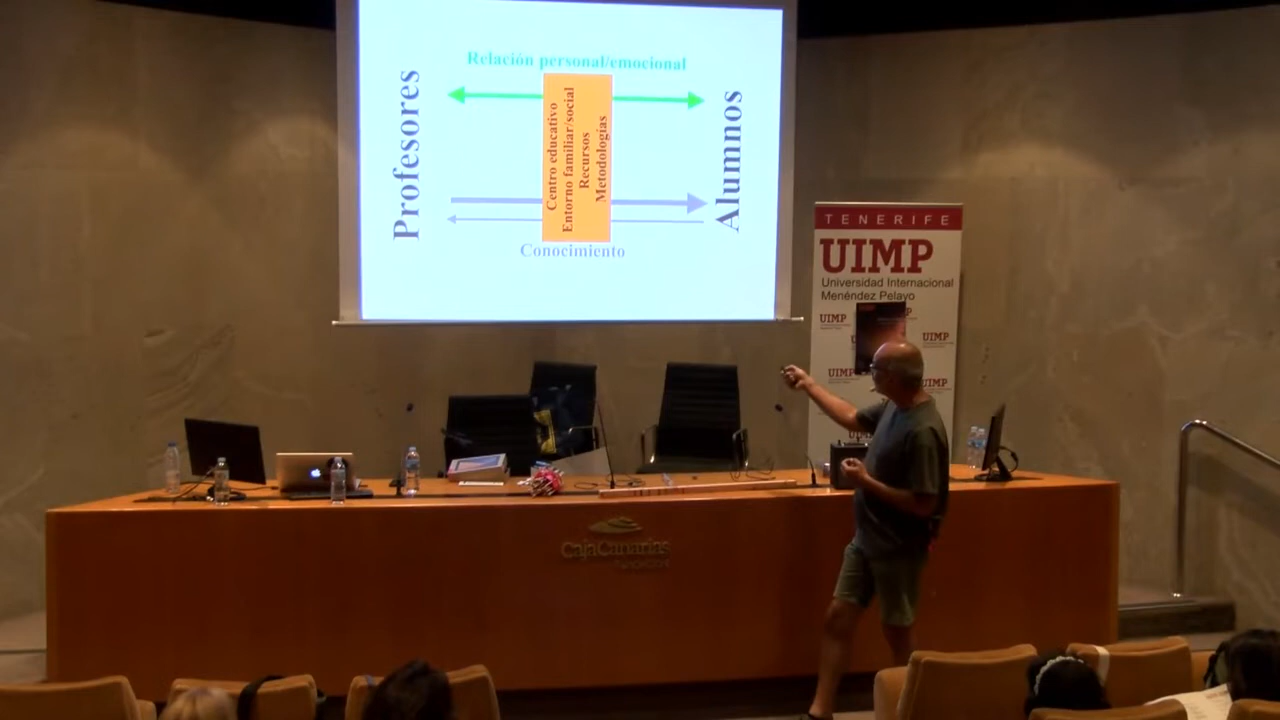 Relación personal/emocional
Profesores
Centro educativo
Entorno familiar/social
Recursos
Metodologías
Alumnos
Conocimiento
TENERIFE
UIMP
Universidad Internacional
Menéndez Pelayo
UIMP
UIMP
UIMP
UIMP
CajaCanarias